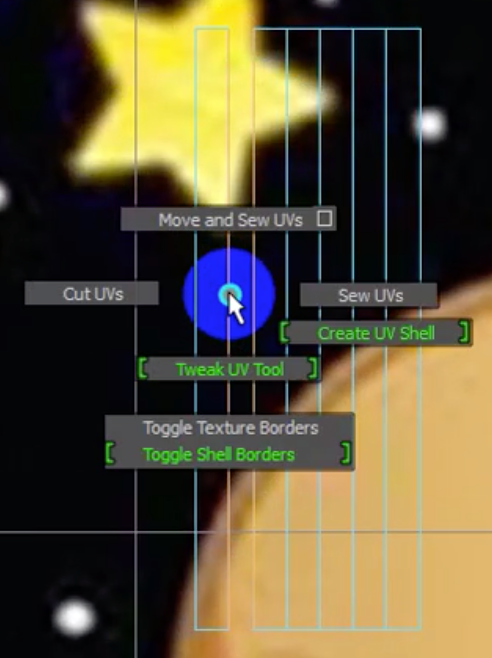 Move and Sew UVs
Cut UVs
Sew UVs
Create UV Shell
Tweak UV Tool
Toggle Texture Borders
Toggle Shell Borders